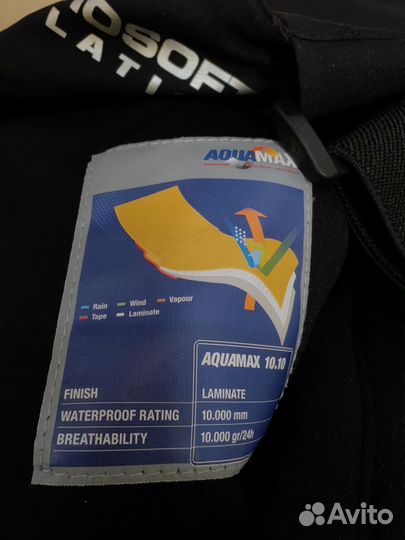 LATI
AQUAMAX
Rain Wind Vapour
Tape Laminate
AQUAMAX 10.10
FINISH LAMINATE
WATERPROOF RATING 10.000 mm
BREATHABILITY 10.000 gr/24h
Avito